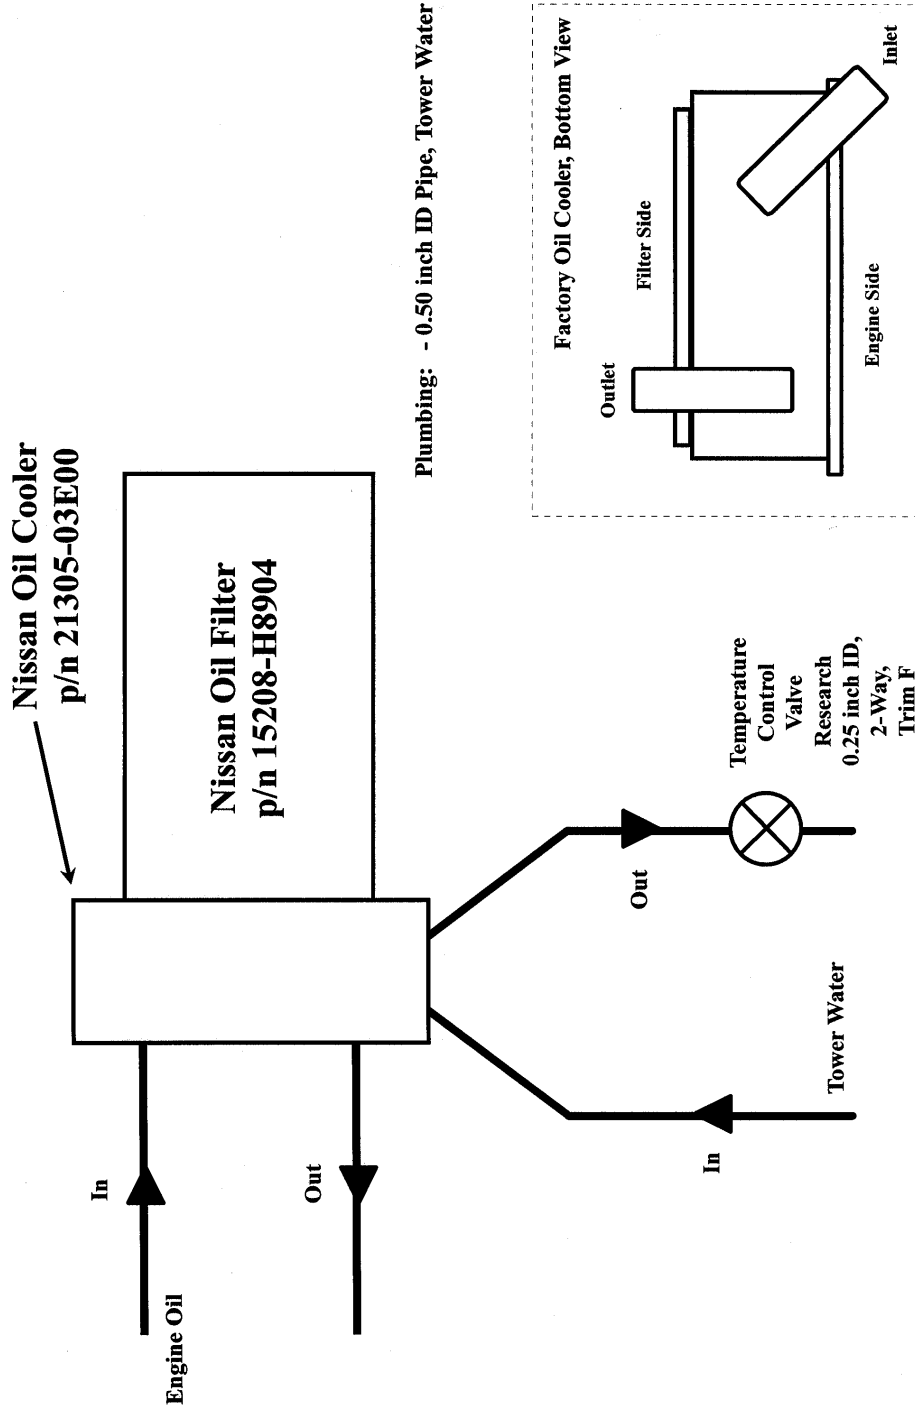 Nissan Oil Cooler
p/n 21305-03E00
Nissan Oil Filter
p/n 15208-H8904
In
Engine Oil
Out
Plumbing: - 0.50 inch ID Pipe, Tower Water
In
Tower Water
Out
Temperature
Control
Valve
Research
0.25 inch ID,
2-Way,
Trim F
Factory Oil Cooler, Bottom View
Outlet
Filter Side
Engine Side
Inlet